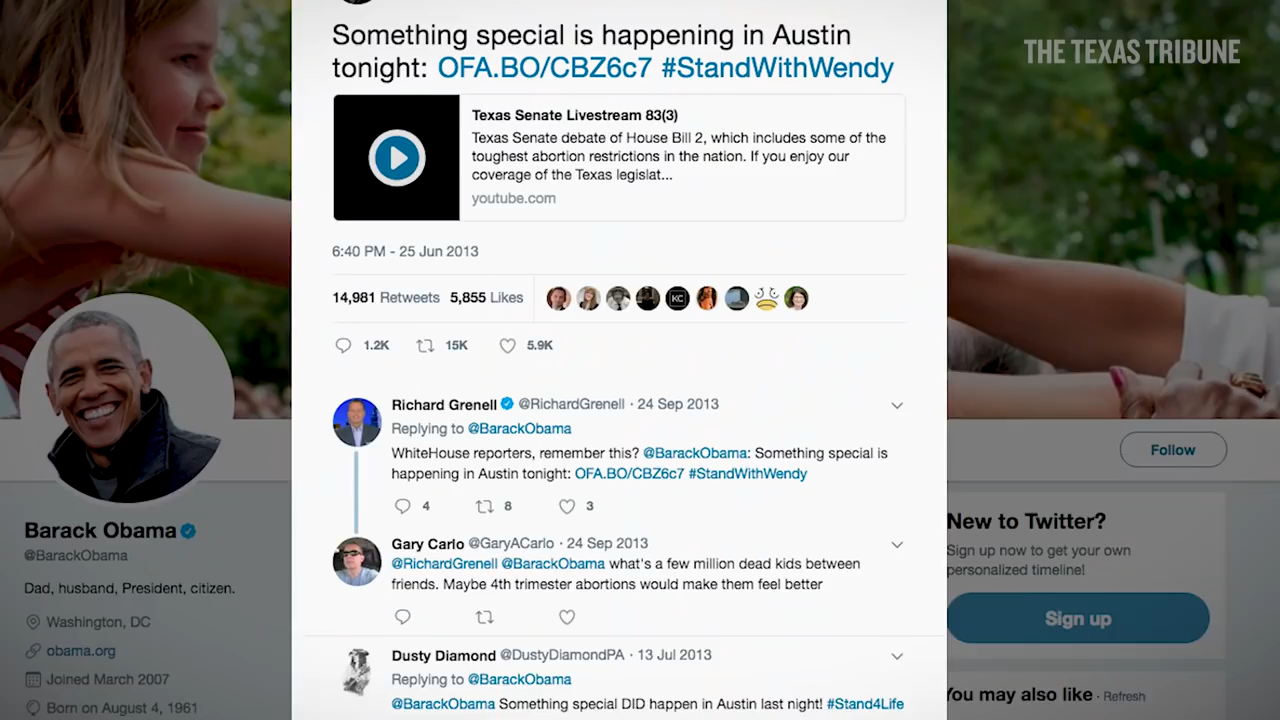 THE TEXAS TRIBUNE
Something special is happening in Austin
tonight: OFA.BO/CBZ6c7 #StandWithWendy
Texas Senate Livestream 83(3)
Texas Senate debate of House Bill 2, which includes some of the
toughest abortion restrictions in the nation. If you enjoy our
coverage of the Texas legislat...
youtube.com
6:40 PM - 25 Jun 2013
14,981 Retweets 5,855 Likes
KC
1.2K 15K 5.9K
Richard Grenell @RichardGrenell · 24 Sep 2013
Replying to @BarackObama
WhiteHouse reporters, remember this? @BarackObama: Something special is
happening in Austin tonight: OFA.BO/CBZ6c7 #StandWithWendy
4 8 3
Gary Carlo @GaryACarlo · 24 Sep 2013
@RichardGrenell @BarackObama what's a few million dead kids between
friends. Maybe 4th trimester abortions would make them feel better
Dusty Diamond @DustyDiamondPA · 13 Jul 2013
Replying to @BarackObama
@BarackObama Something special DID happen in Austin last night! #Stand4Life
Barack Obama
@BarackObama
Dad, husband, President, citizen.
Washington, DC
obama.org
Joined March 2007
Born on August 4, 1961
Follow
New to Twitter?
Sign up now to get your own
personalized timeline!
Sign up
You may also like · Refresh